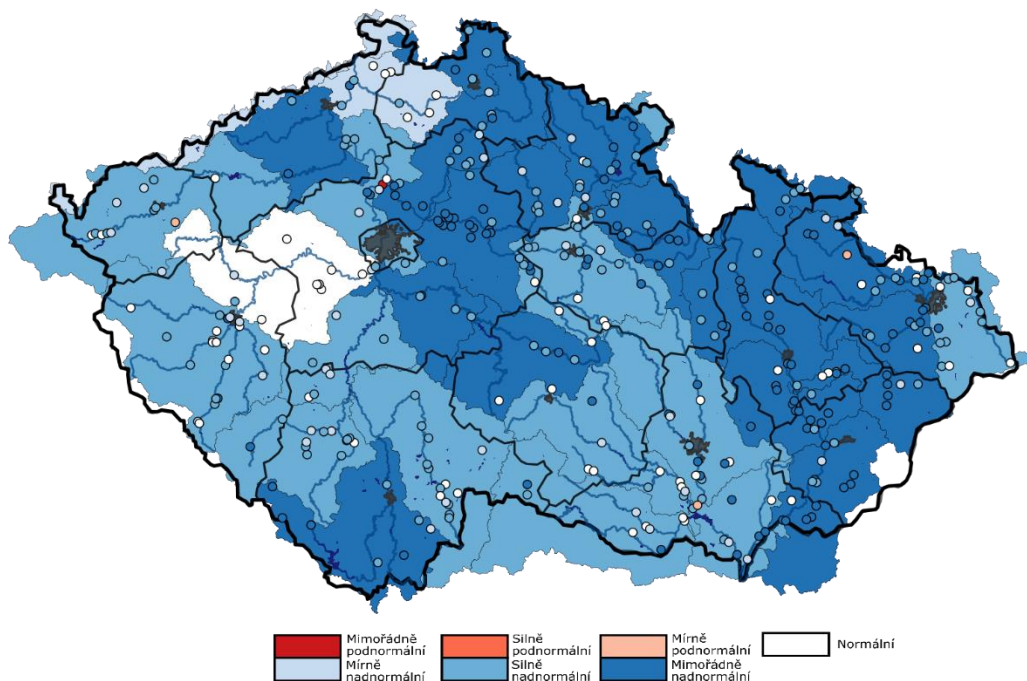 Mimořádně
podnormální
Silně
podnormální
Mírně
podnormální
Normální
Mírně
nadnormální
Silně
nadnormální
Mimořádně
nadnormální